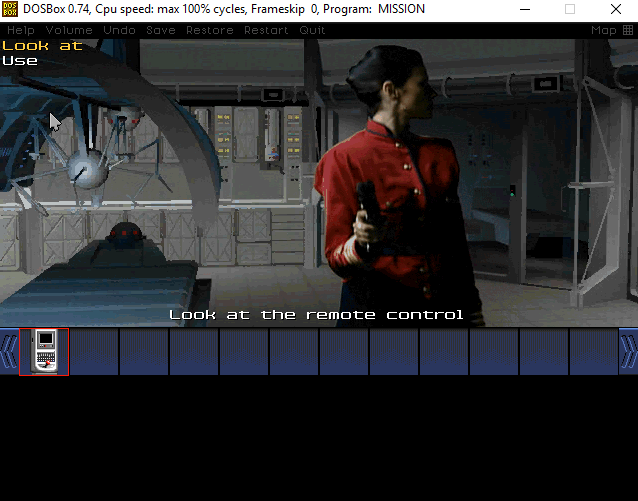 DOSBox 0.74, Cpu speed: max 100% cycles, Frameskip 0, Program: MISSION
Help Volume Undo Save Restore Restart Quit Map
Look at
Use
Look at the remote control